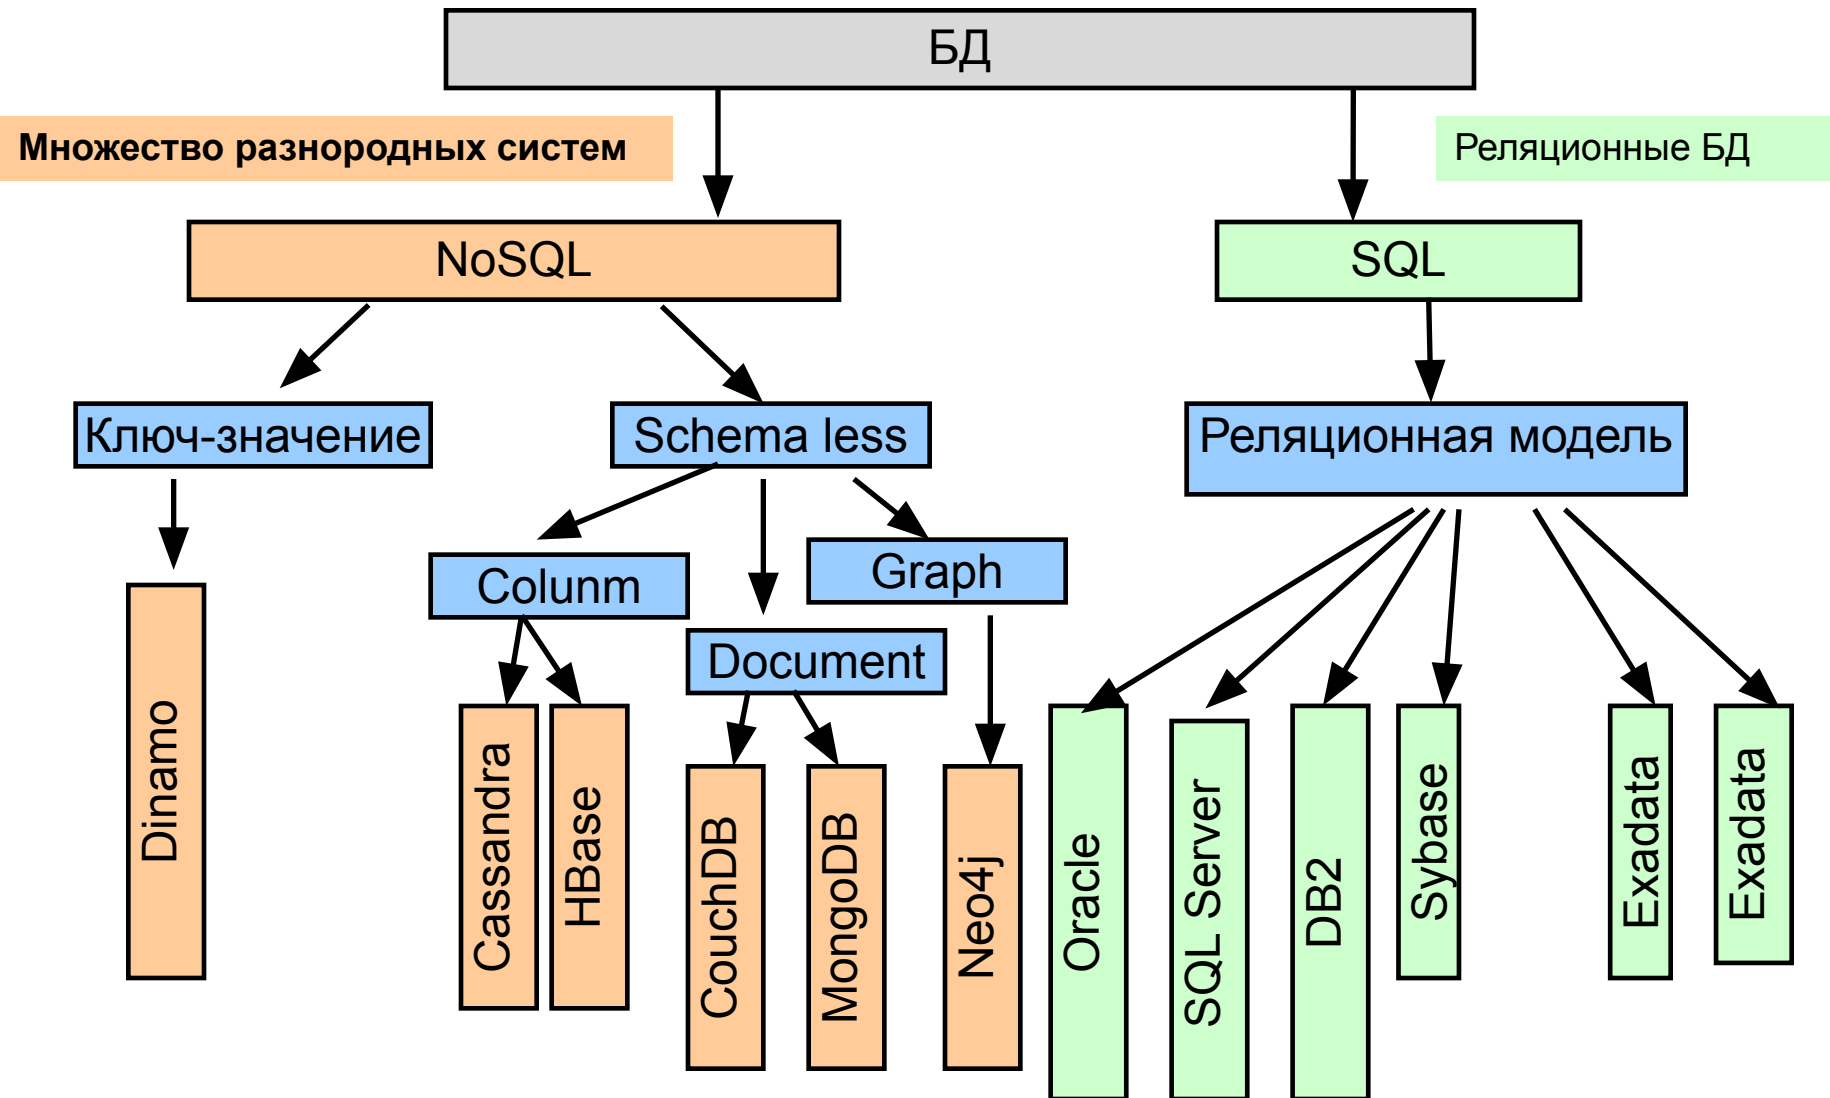 БД
Множество разнородных систем
Реляционные БД
NoSQL
SQL
Ключ-значение
Schema less
Реляционная модель
Colunm
Graph
Document
Dinamo
Cassandra
HBase
CouchDB
MongoDB
Neo4j
Oracle
SQL Server
DB2
Sybase
Exadata
Exadata